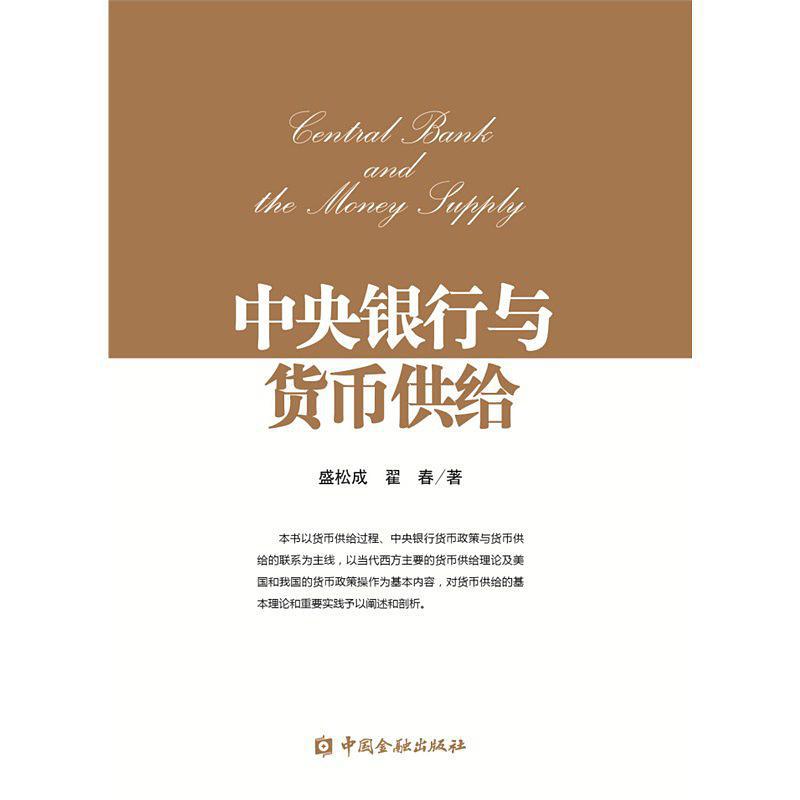 Central Bank
and
the Money Supply
中央银行与
货币供给
盛松成 翟 春/著
本书以货币供给过程、中央银行货币政策与货币供
给的联系为主线，以当代西方主要的货币供给理论及美
国和我国的货币政策操作为基本内容，对货币供给的基
本理论和重要实践予以阐述和剖析。
中国金融出版社